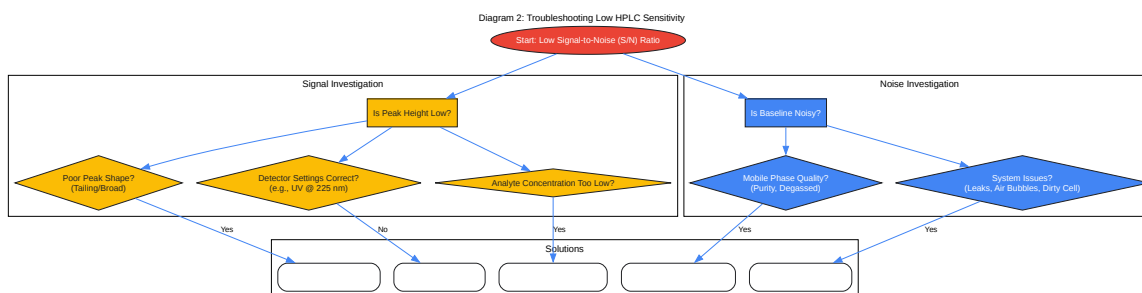 Diagram 2: Troubleshooting Low HPLC Sensitivity
Start: Low Signal-to-Noise (S/N) Ratio
Signal Investigation
Noise Investigation
Is Peak Height Low?
Is Baseline Noisy?
Poor Peak Shape?
(Tailing/Broad)
Detector Settings Correct?
(e.g., UV @ 225 nm)
Analyte Concentration Too Low?
Mobile Phase Quality?
(Purity, Degassed)
System Issues?
(Leaks, Air Bubbles, Dirty Cell)
Yes
No
Yes
Yes
Yes
Solutions